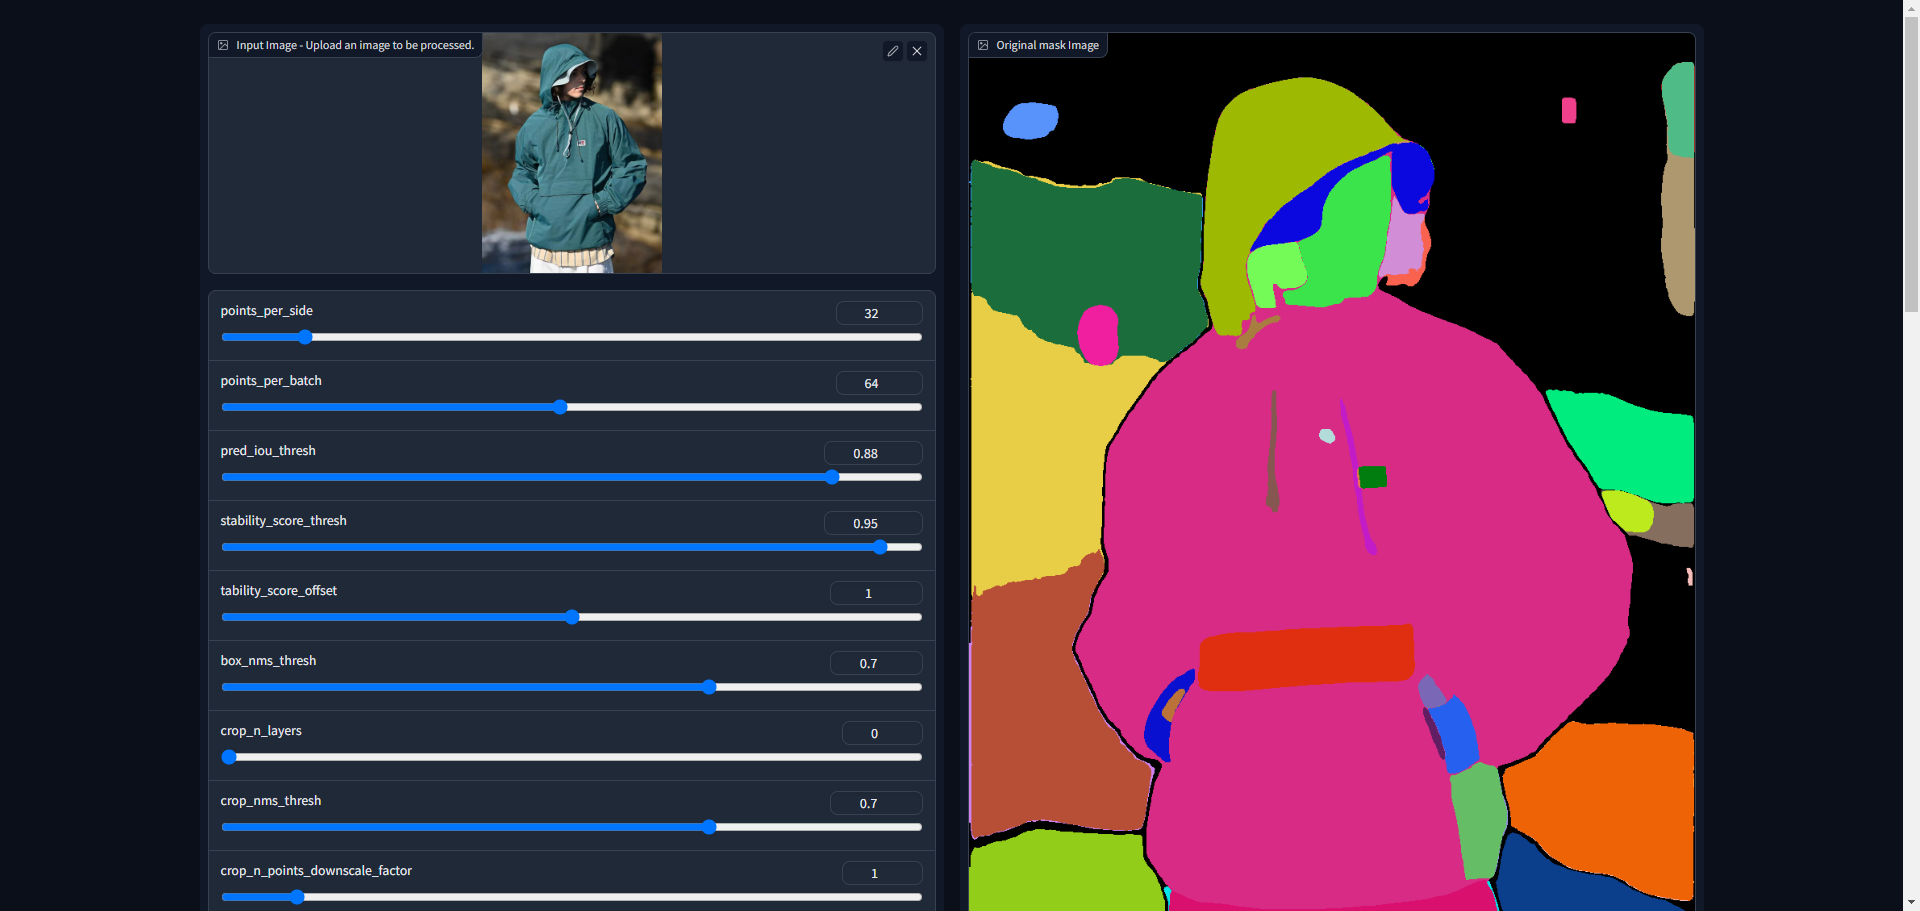 Input Image - Upload an image to be processed.
points_per_side
32
points_per_batch
64
pred_iou_thresh
0.88
stability_score_thresh
0.95
tability_score_offset
1
box_nms_thresh
0.7
crop_n_layers
0
crop_nms_thresh
0.7
crop_n_points_downscale_factor
1
Original mask Image